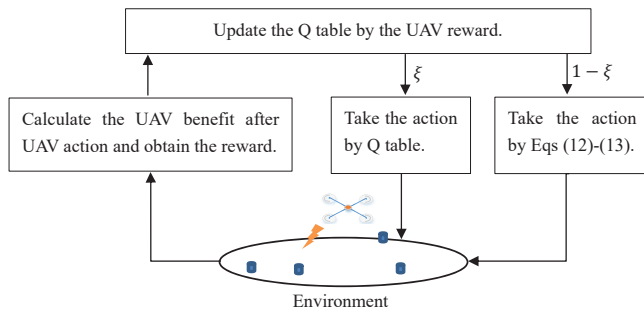 Update the Q table by the UAV reward.
ξ
1 − ξ
Calculate the UAV benefit after
UAV action and obtain the reward.
Take the action
by Q table.
Take the action
by Eqs (12)-(13).
Environment